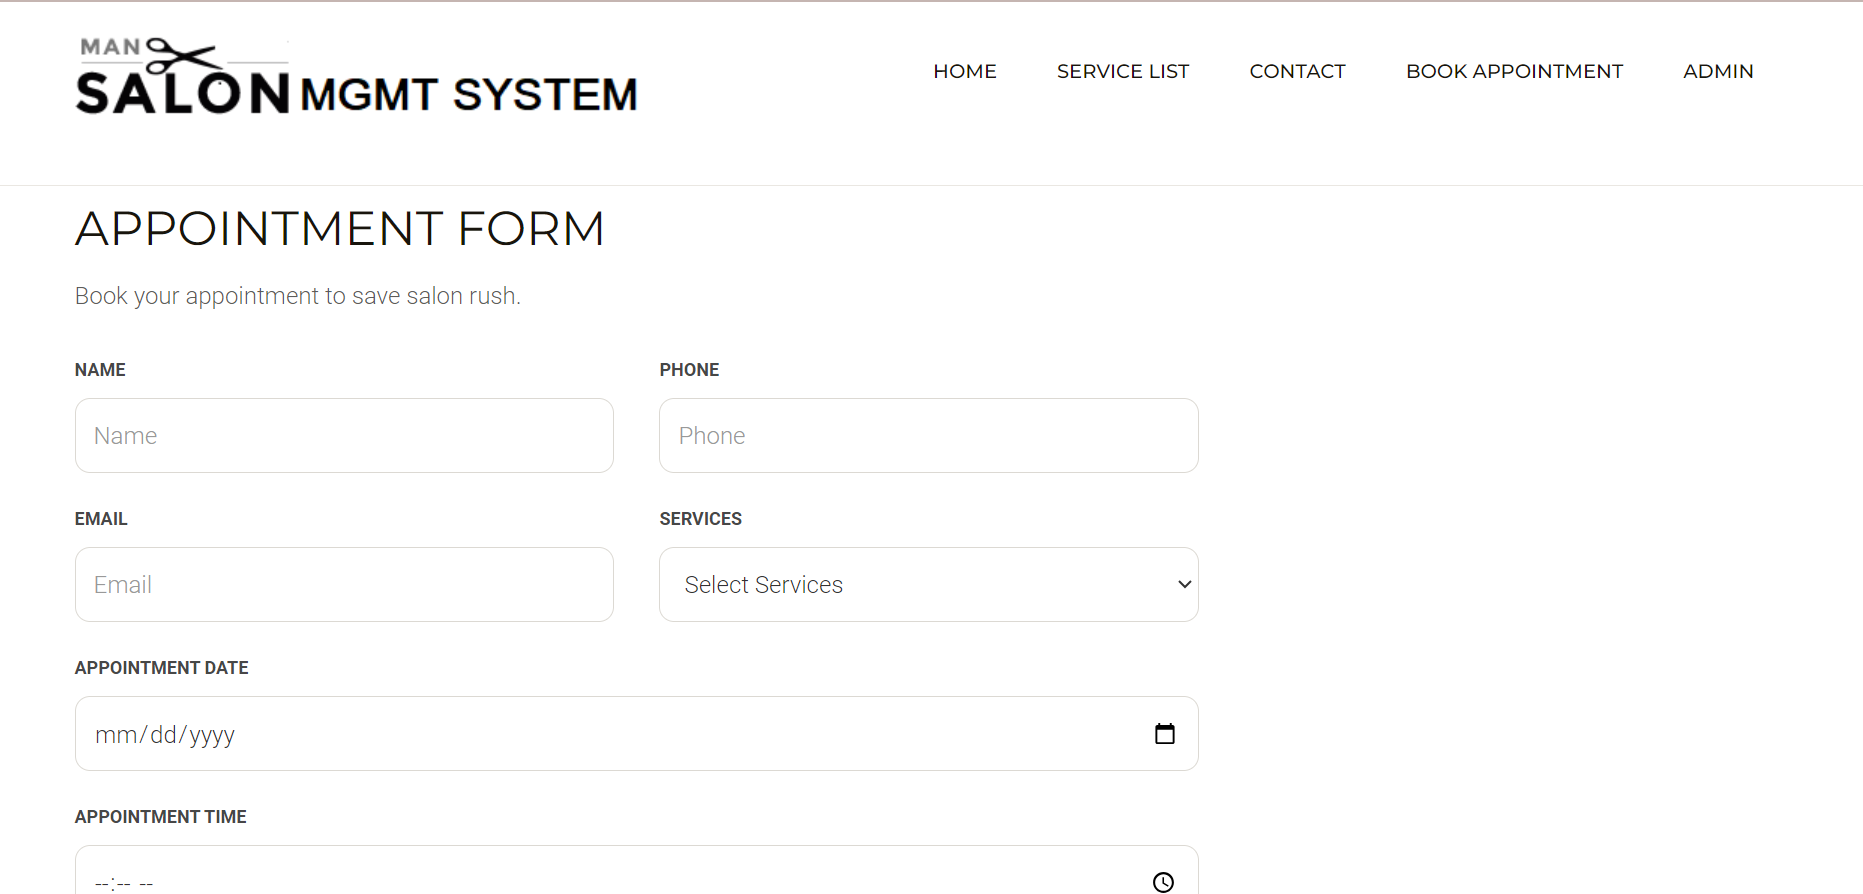 MAN
SALON MGMT SYSTEM
HOME SERVICE LIST CONTACT BOOK APPOINTMENT ADMIN
APPOINTMENT FORM
Book your appointment to save salon rush.
NAME PHONE
Name Phone
EMAIL SERVICES
Email Select Services
APPOINTMENT DATE
mm/dd/yyyy
APPOINTMENT TIME
--:-- --